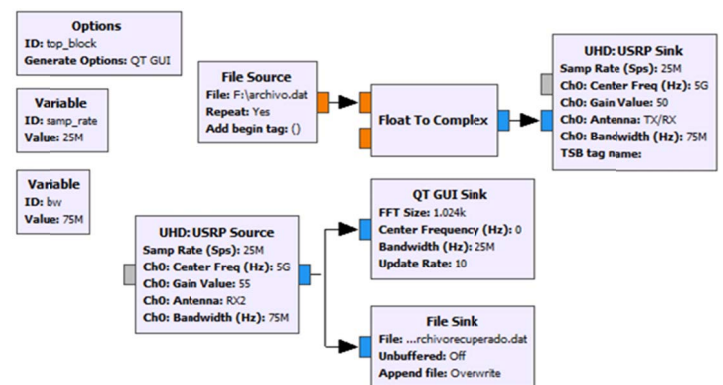 Options
ID: top_block
Generate Options: QT GUI
Variable
ID: samp_rate
Value: 25M
Variable
ID: bw
Value: 75M
File Source
File: F:\archivo.dat
Repeat: Yes
Add begin tag: ()
Float To Complex
UHD: USRP Sink
Samp Rate (Sps): 25M
Ch0: Center Freq (Hz): 5G
Ch0: Gain Value: 50
Ch0: Antenna: TX/RX
Ch0: Bandwidth (Hz): 75M
TSB tag name:
UHD: USRP Source
Samp Rate (Sps): 25M
Ch0: Center Freq (Hz): 5G
Ch0: Gain Value: 55
Ch0: Antenna: RX2
Ch0: Bandwidth (Hz): 75M
QT GUI Sink
FFT Size: 1.024k
Center Frequency (Hz): 0
Bandwidth (Hz): 25M
Update Rate: 10
File Sink
File: ...rchivorecuperado.dat
Unbuffered: Off
Append file: Overwrite